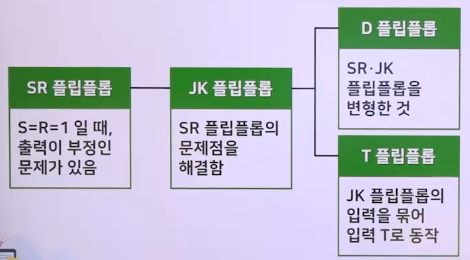 SR 플립플롭
S=R=1 일 때,
출력이 부정인
문제가 있음
JK 플립플롭
SR 플립플롭의
문제점을
해결함
D 플립플롭
SR·JK
플립플롭을
변형한 것
T 플립플롭
JK 플립플롭의
입력을 묶어
입력 T로 동작